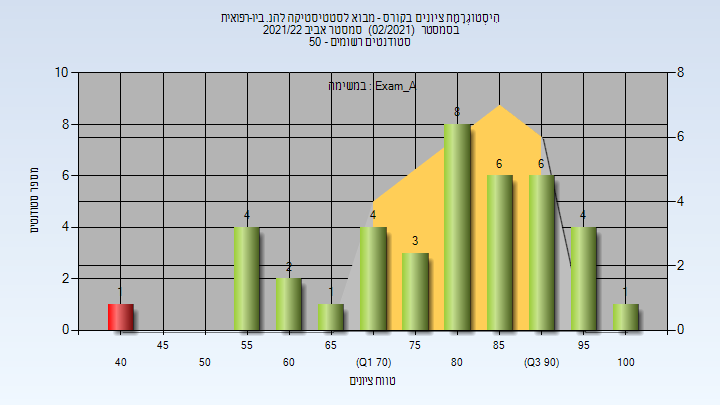 היסטוגרמת ציונים בקורס - מבוא לסטטיסטיקה להנ. ביו-רפואית
בסמסטר (02/2021) סמסטר אביב 2021/22
סטודנטים רשומים - 50
במשימה : Exam_A
10 8 6 4 2 0
מספר סטודנטים
8 6 4 2 0
1 4 2 1 4 3 8 6 6 4 1
45 55 65 75 85 95
40 50 60 (Q1 70) 80 (Q3 90) 100
טווח ציונים